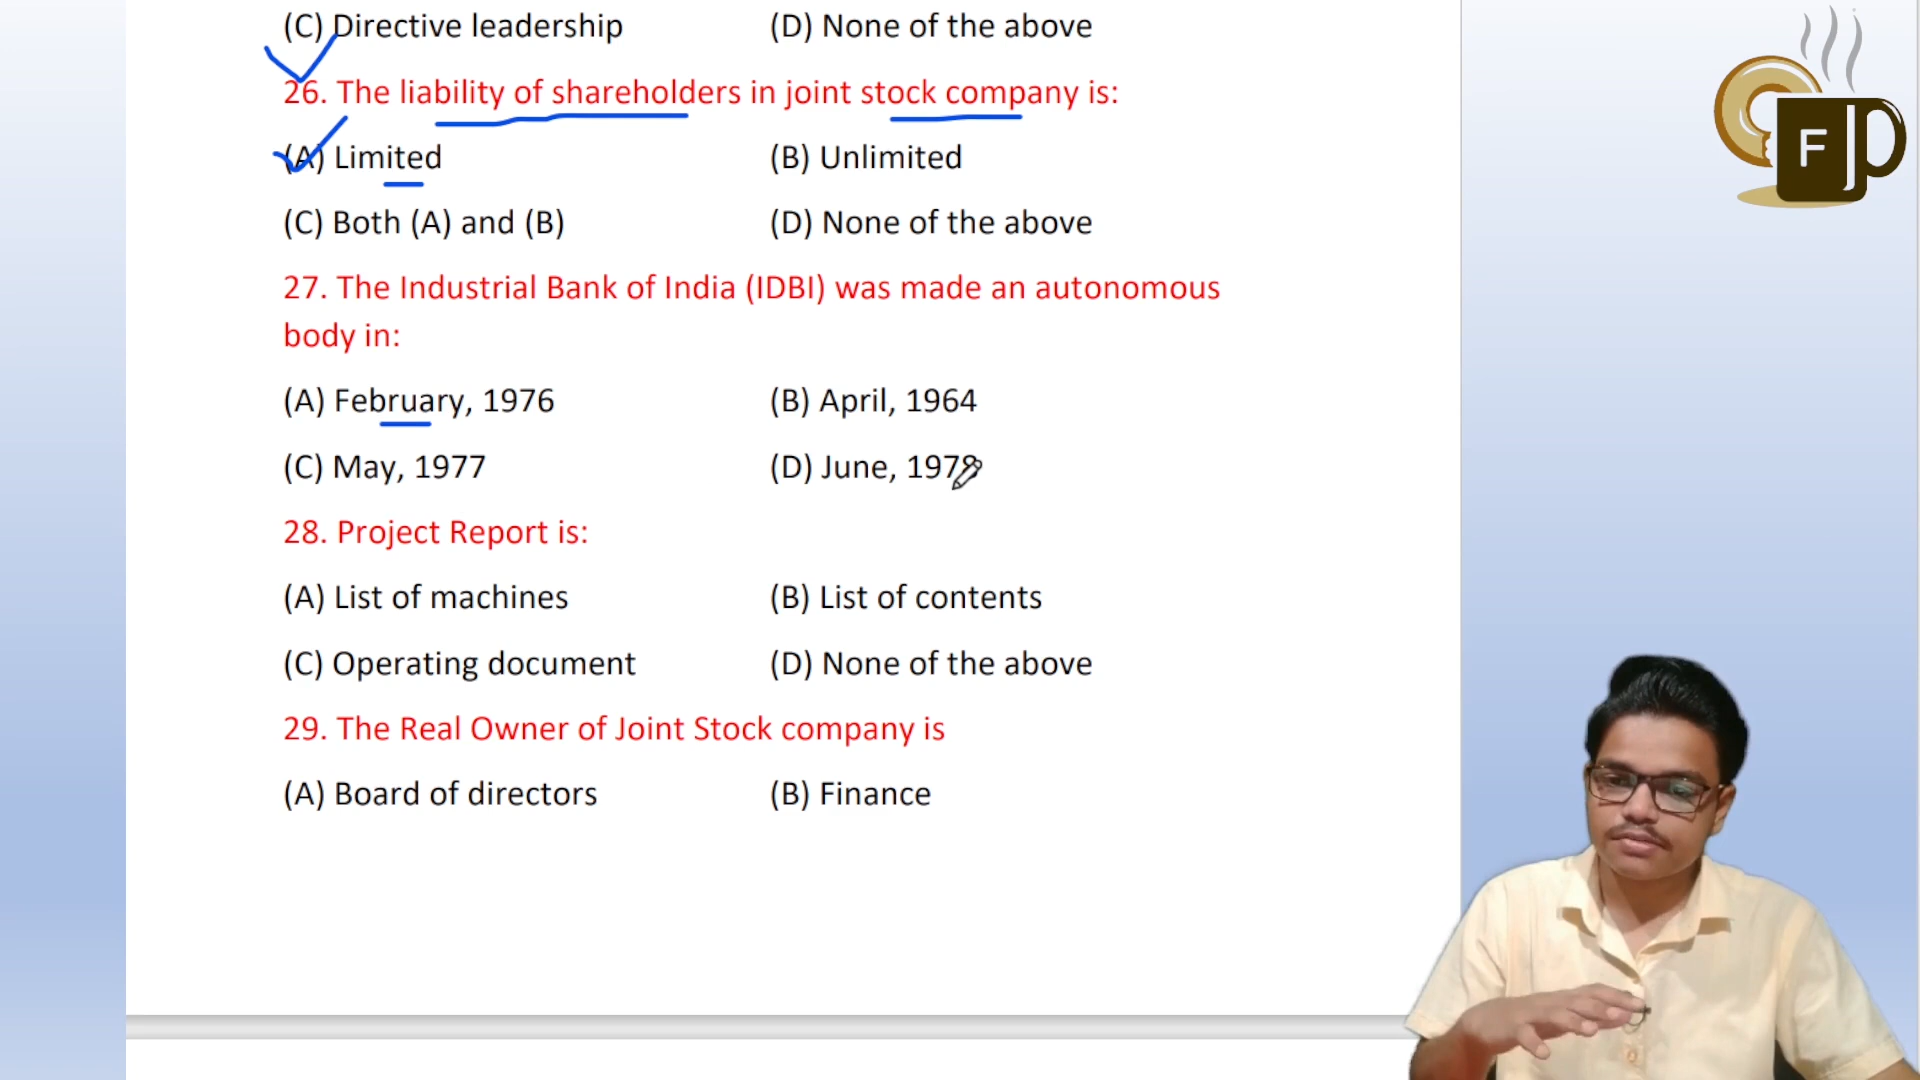 (C) Directive leadership (D) None of the above
26. The liability of shareholders in joint stock company is:
(A) Limited (B) Unlimited
(C) Both (A) and (B) (D) None of the above
27. The Industrial Bank of India (IDBI) was made an autonomous
body in:
(A) February, 1976 (B) April, 1964
(C) May, 1977 (D) June, 1978
28. Project Report is:
(A) List of machines (B) List of contents
(C) Operating document (D) None of the above
29. The Real Owner of Joint Stock company is
(A) Board of directors (B) Finance
F